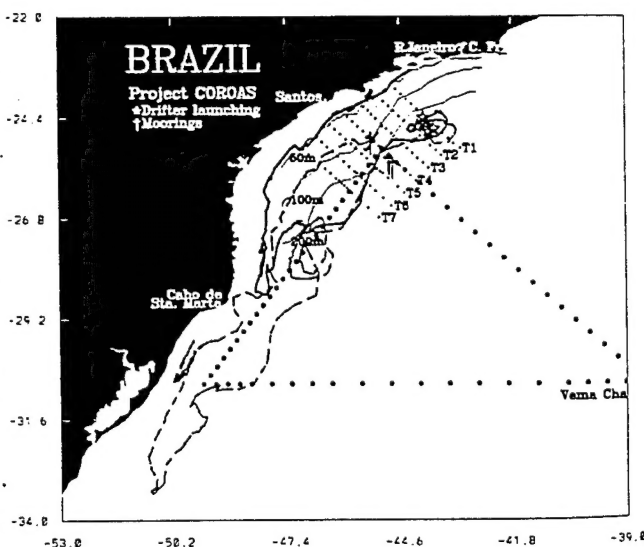 -22.0
BRAZIL
R.Janeiro/ C. Fr
Project COROAS
★Drifter launching
†Moorings
Santos
-24.4
T1
T2
60m
T3
T4
T5
100m
T6
-26.8
T7
200m
Cabo de
Sta. Marta
-29.2
Vema Cha
-31.6
-34.0
-53.0 -50.2 -47.4 -44.6 -41.8 -39.0